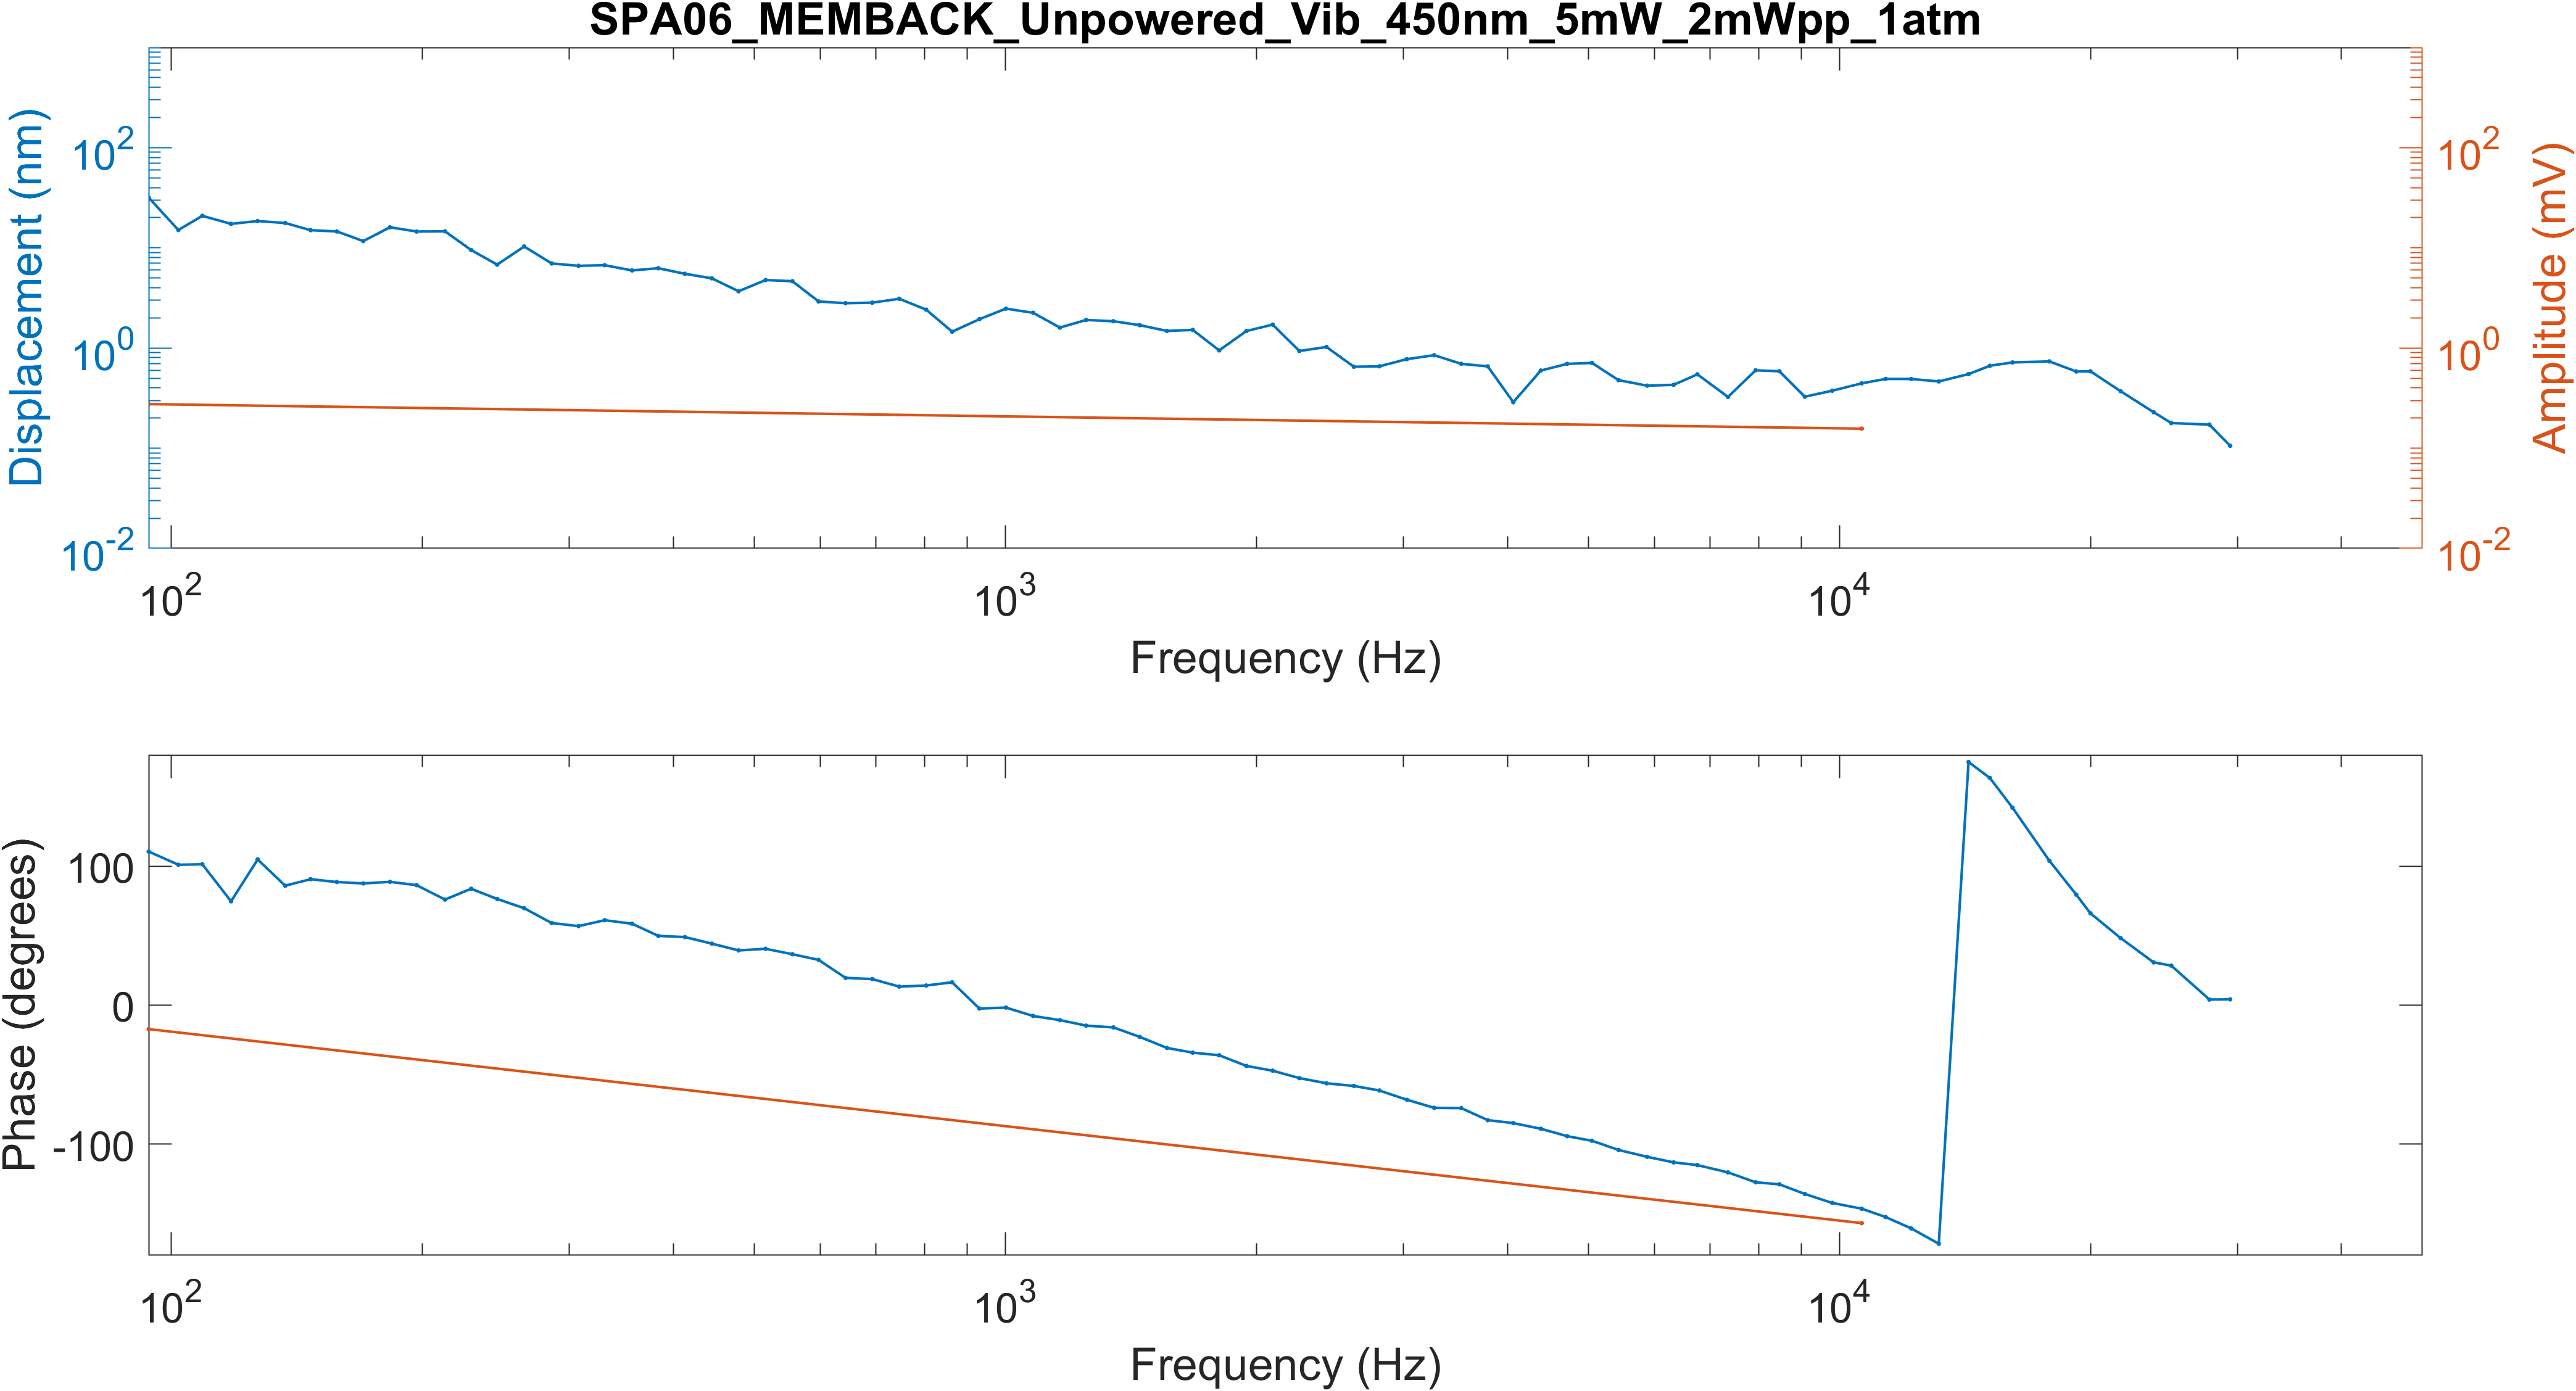 SPA06_MEMBACK_Unpowered_Vib_450nm_5mW_2mWpp_1atm
Displacement (nm)
10^2
10^0
10^-2
Amplitude (mV)
10^2
10^0
10^-2
10^2 10^3 10^4
Frequency (Hz)
Phase (degrees)
100
0
-100
10^2 10^3 10^4
Frequency (Hz)